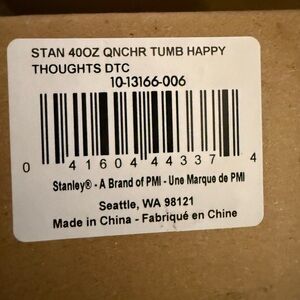 STAN 40OZ QNCHR TUMB HAPPY
THOUGHTS DTC
10-13166-006
0 41604 44337 4
Stanley® - A Brand of PMI - Une Marque de PMI
Seattle, WA 98121
Made in China - Fabriqué en Chine